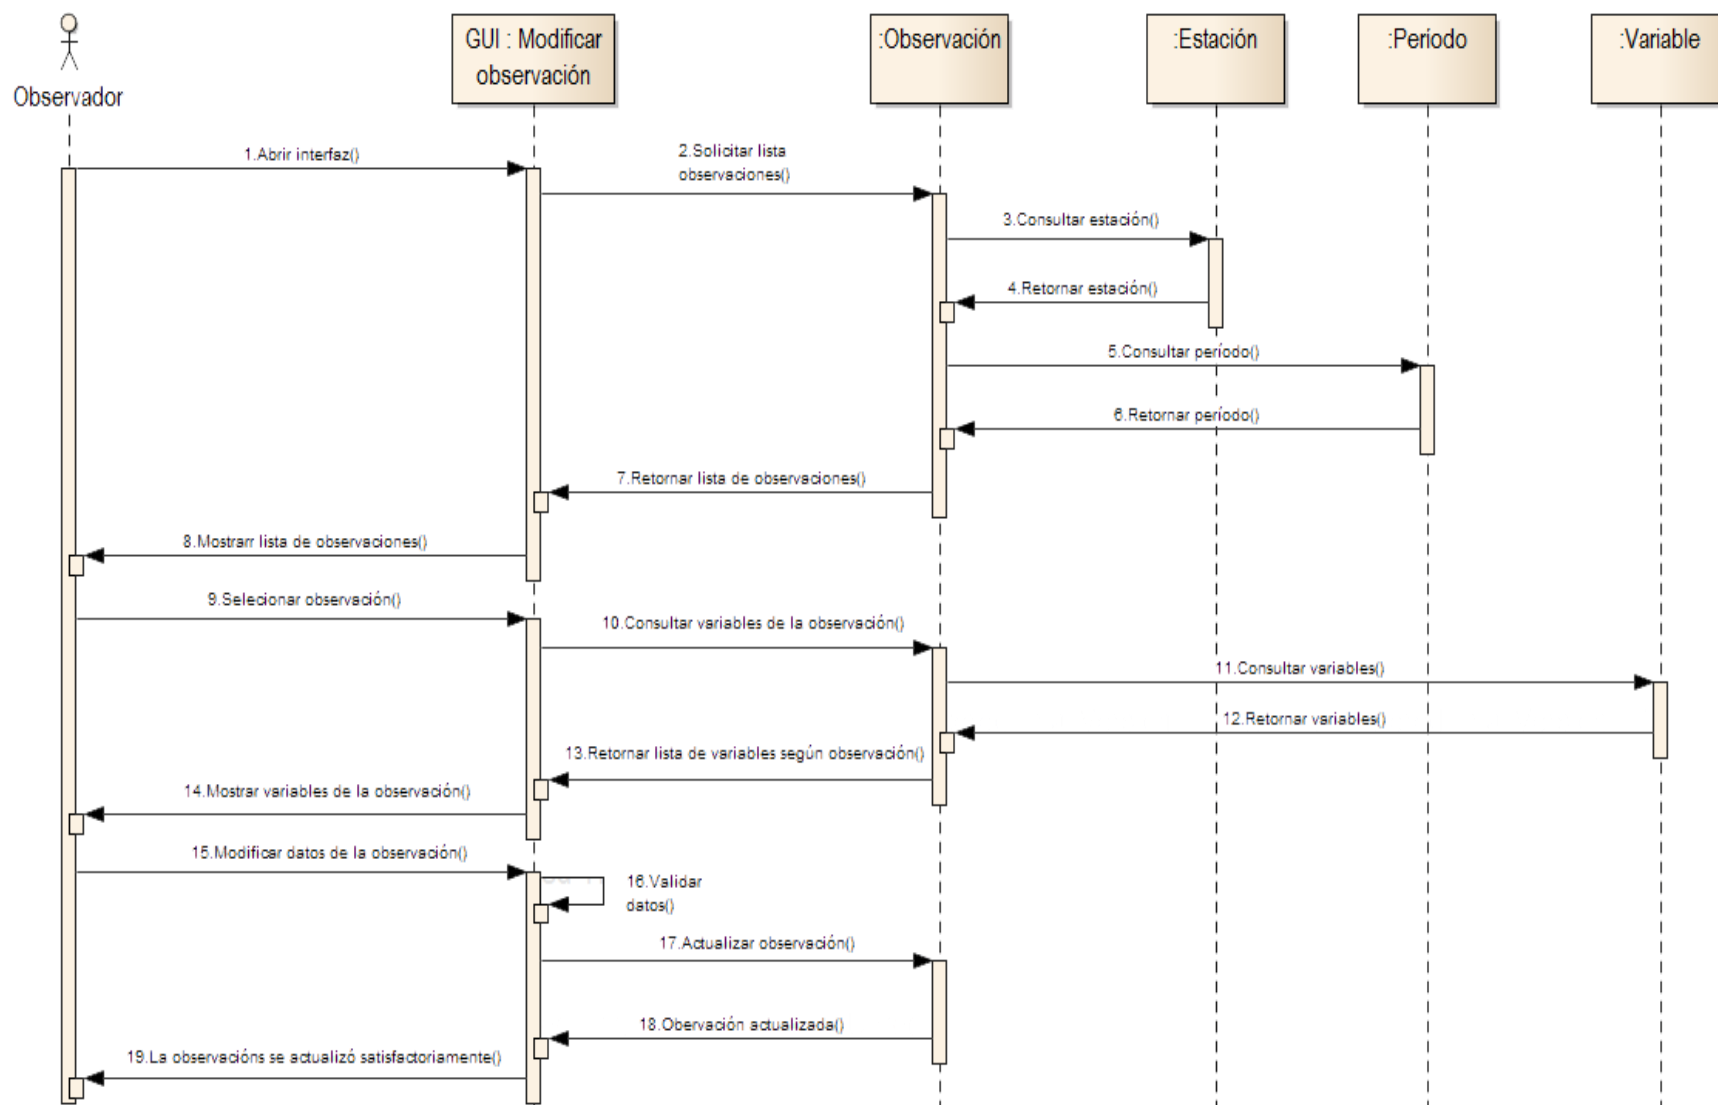 Observador
GUI : Modificar
observación
:Observación
:Estación
:Período
:Variable
1.Abrir interfaz()
2.Solicitar lista
observaciones()
3.Consultar estación()
4.Retornar estación()
5.Consultar período()
6.Retornar período()
7.Retornar lista de observaciones()
8.Mostrarr lista de observaciones()
9.Selecionar observación()
10.Consultar variables de la observación()
11.Consultar variables()
12.Retornar variables()
13.Retornar lista de variables según observación()
14.Mostrar variables de la observación()
15.Modificar datos de la observación()
16.Validar
datos()
17.Actualizar observación()
18.Obervación actualizada()
19.La observacións se actualizó satisfactoriamente()